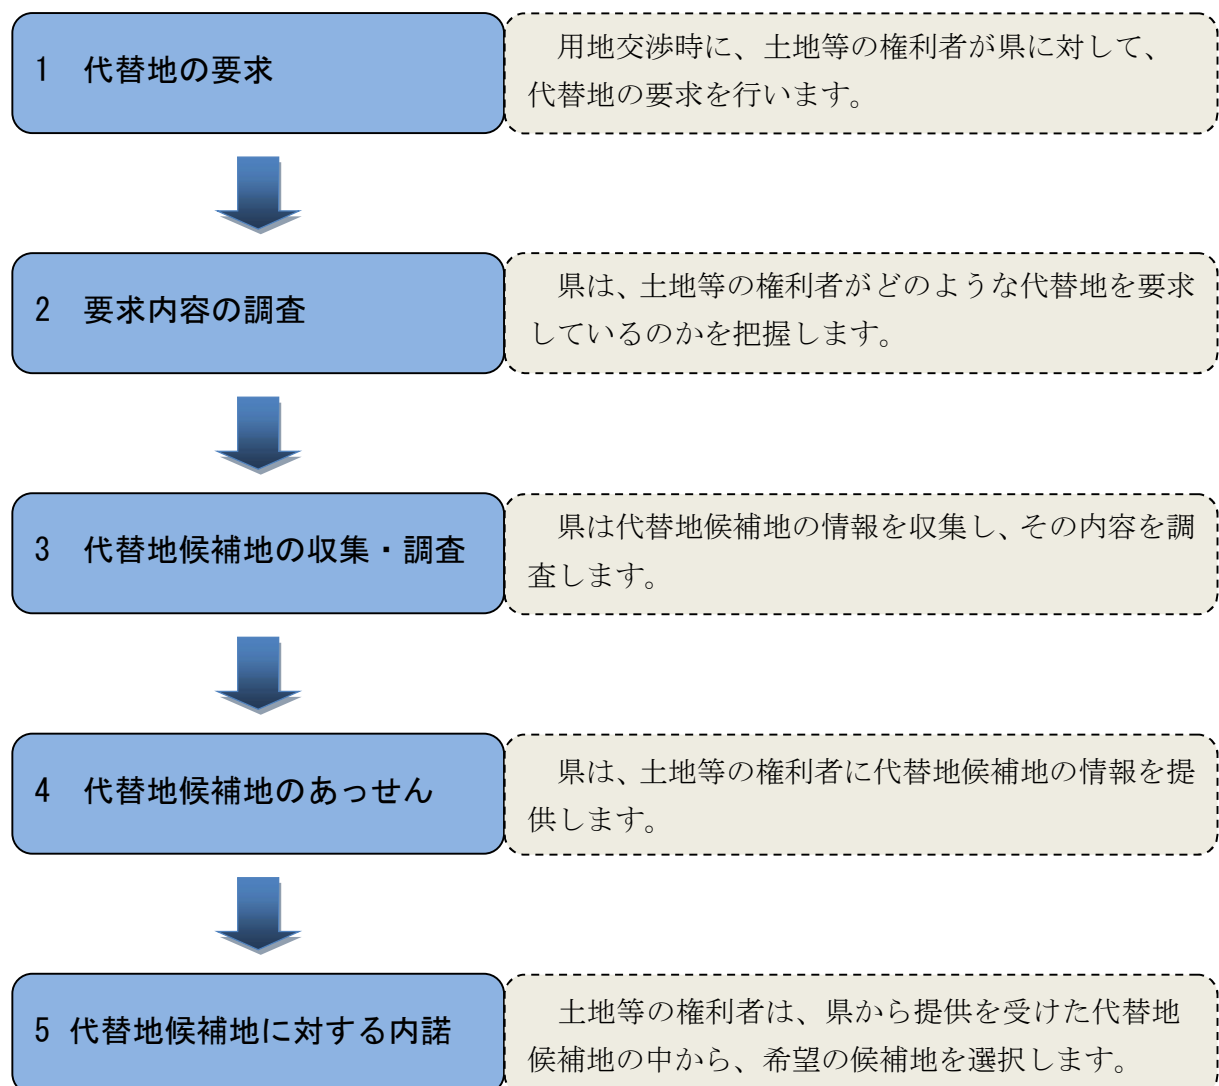 1　代替地の要求
　用地交渉時に、土地等の権利者が県に対して、
代替地の要求を行います。
2　要求内容の調査
　県は、土地等の権利者がどのような代替地を要求
しているのかを把握します。
3　代替地候補地の収集・調査
　県は代替地候補地の情報を収集し、その内容を調
査します。
4　代替地候補地のあっせん
　県は、土地等の権利者に代替地候補地の情報を提
供します。
5 代替地候補地に対する内諾
　土地等の権利者は、県から提供を受けた代替地
候補地の中から、希望の候補地を選択します。